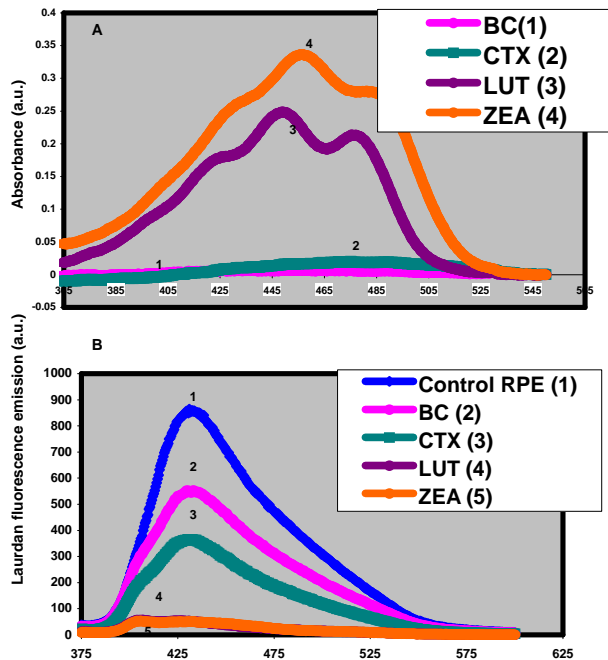 A
BC(1)
CTX (2)
LUT (3)
ZEA (4)
Absorbance (a.u.)
0.4
0.35
0.3
0.25
0.2
0.15
0.1
0.05
0
-0.05
4
3
2
1
365 385 405 425 445 465 485 505 525 545 565
B
Control RPE (1)
BC (2)
CTX (3)
LUT (4)
ZEA (5)
Laurdan fluorescence emission (a.u.)
1000
900
800
700
600
500
400
300
200
100
0
1
2
3
4
5
375 425 475 525 575 625